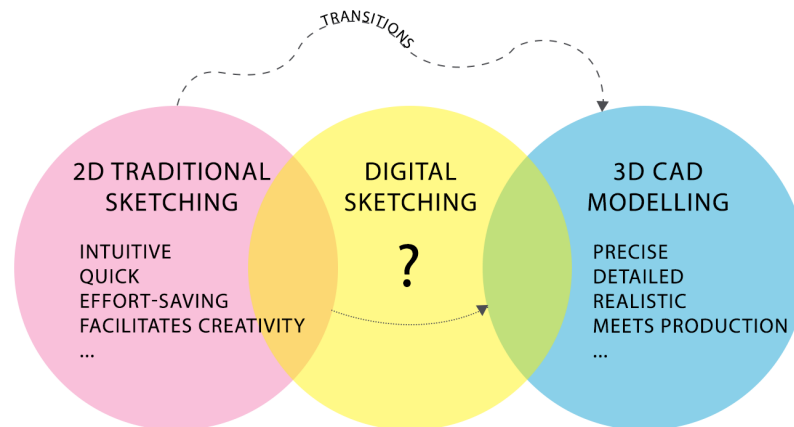 TRANSITIONS
2D TRADITIONAL
SKETCHING
INTUITIVE
QUICK
EFFORT-SAVING
FACILITATES CREATIVITY
...
DIGITAL
SKETCHING
?
3D CAD
MODELLING
PRECISE
DETAILED
REALISTIC
MEETS PRODUCTION
...